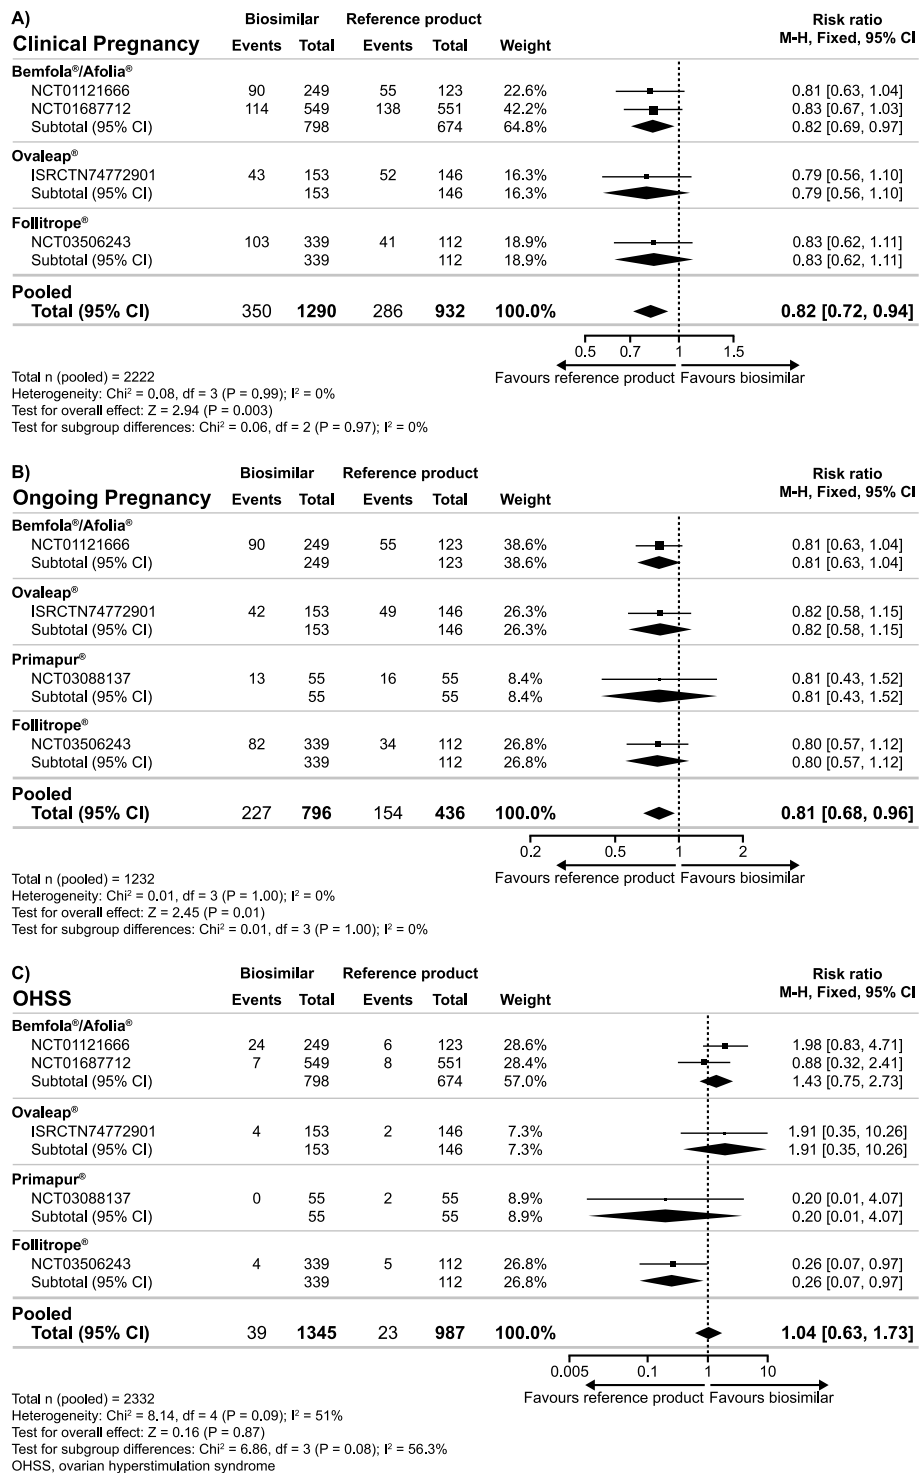 A)
Biosimilar Reference product Risk ratio
Clinical Pregnancy Events Total Events Total Weight M-H, Fixed, 95% CI
Bemfola®/Afolia®
NCT01121666 90 249 55 123 22.6% 0.81 [0.63, 1.04]
NCT01687712 114 549 138 551 42.2% 0.83 [0.67, 1.03]
Subtotal (95% CI) 798 674 64.8% 0.82 [0.69, 0.97]
Ovaleap®
ISRCTN74772901 43 153 52 146 16.3% 0.79 [0.56, 1.10]
Subtotal (95% CI) 153 146 16.3% 0.79 [0.56, 1.10]
Follitrope®
NCT03506243 103 339 41 112 18.9% 0.83 [0.62, 1.11]
Subtotal (95% CI) 339 112 18.9% 0.83 [0.62, 1.11]
Pooled
Total (95% CI) 350 1290 286 932 100.0% 0.82 [0.72, 0.94]
0.5 0.7 1 1.5
Favours reference product Favours biosimilar
Total n (pooled) = 2222
Heterogeneity: Chi² = 0.08, df = 3 (P = 0.99); I² = 0%
Test for overall effect: Z = 2.94 (P = 0.003)
Test for subgroup differences: Chi² = 0.06, df = 2 (P = 0.97); I² = 0%
B)
Biosimilar Reference product Risk ratio
Ongoing Pregnancy Events Total Events Total Weight M-H, Fixed, 95% CI
Bemfola®/Afolia®
NCT01121666 90 249 55 123 38.6% 0.81 [0.63, 1.04]
Subtotal (95% CI) 249 123 38.6% 0.81 [0.63, 1.04]
Ovaleap®
ISRCTN74772901 42 153 49 146 26.3% 0.82 [0.58, 1.15]
Subtotal (95% CI) 153 146 26.3% 0.82 [0.58, 1.15]
Primapur®
NCT03088137 13 55 16 55 8.4% 0.81 [0.43, 1.52]
Subtotal (95% CI) 55 55 8.4% 0.81 [0.43, 1.52]
Follitrope®
NCT03506243 82 339 34 112 26.8% 0.80 [0.57, 1.12]
Subtotal (95% CI) 339 112 26.8% 0.80 [0.57, 1.12]
Pooled
Total (95% CI) 227 796 154 436 100.0% 0.81 [0.68, 0.96]
0.2 0.5 1 2
Favours reference product Favours biosimilar
Total n (pooled) = 1232
Heterogeneity: Chi² = 0.01, df = 3 (P = 1.00); I² = 0%
Test for overall effect: Z = 2.45 (P = 0.01)
Test for subgroup differences: Chi² = 0.01, df = 3 (P = 1.00); I² = 0%
C)
Biosimilar Reference product Risk ratio
OHSS Events Total Events Total Weight M-H, Fixed, 95% CI
Bemfola®/Afolia®
NCT01121666 24 249 6 123 28.6% 1.98 [0.83, 4.71]
NCT01687712 7 549 8 551 28.4% 0.88 [0.32, 2.41]
Subtotal (95% CI) 798 674 57.0% 1.43 [0.75, 2.73]
Ovaleap®
ISRCTN74772901 4 153 2 146 7.3% 1.91 [0.35, 10.26]
Subtotal (95% CI) 153 146 7.3% 1.91 [0.35, 10.26]
Primapur®
NCT03088137 0 55 2 55 8.9% 0.20 [0.01, 4.07]
Subtotal (95% CI) 55 55 8.9% 0.20 [0.01, 4.07]
Follitrope®
NCT03506243 4 339 5 112 26.8% 0.26 [0.07, 0.97]
Subtotal (95% CI) 339 112 26.8% 0.26 [0.07, 0.97]
Pooled
Total (95% CI) 39 1345 23 987 100.0% 1.04 [0.63, 1.73]
0.005 0.1 1 10
Favours reference product Favours biosimilar
Total n (pooled) = 2332
Heterogeneity: Chi² = 8.14, df = 4 (P = 0.09); I² = 51%
Test for overall effect: Z = 0.16 (P = 0.87)
Test for subgroup differences: Chi² = 6.86, df = 3 (P = 0.08); I² = 56.3%
OHSS, ovarian hyperstimulation syndrome